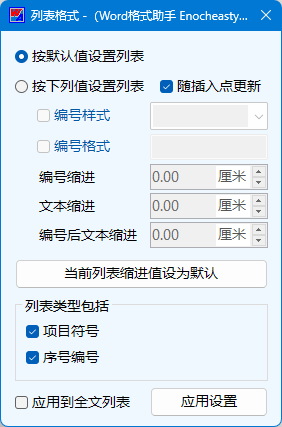 列表格式 -（Word格式助手 Enocheasty...
按默认值设置列表
按下列值设置列表 随插入点更新
编号样式
编号格式
编号缩进 0.00 厘米
文本缩进 0.00 厘米
编号后文本缩进 0.00 厘米
当前列表缩进值设为默认
列表类型包括
项目符号
序号编号
应用到全文列表 应用设置